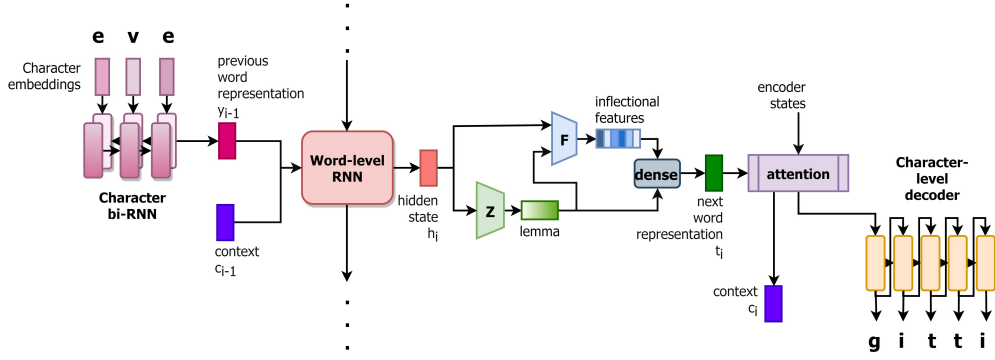 e v e
Character
embeddings
Character
bi-RNN
previous
word
representation
yi-1
context
ci-1
Word-level
RNN
hidden
state
hi
F
Z
inflectional
features
lemma
dense
next
word
representation
ti
encoder
states
attention
context
ci
Character-
level
decoder
g i t t i